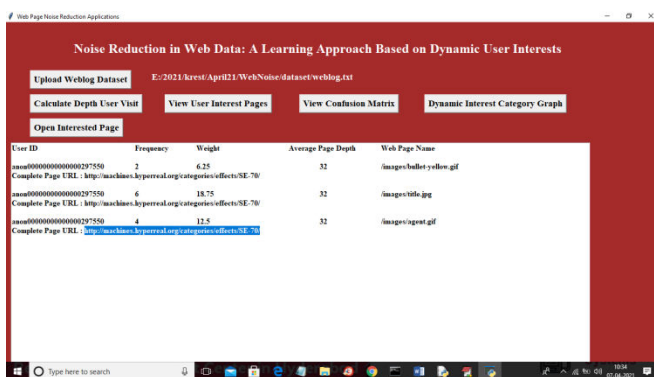 Web Page Noise Reduction Applications
Noise Reduction in Web Data: A Learning Approach Based on Dynamic User Interests
Upload Weblog Dataset E:/2021/krest/April21/WebNoise/dataset/weblog.txt
Calculate Depth User Visit View User Interest Pages View Confusion Matrix Dynamic Interest Category Graph
Open Interested Page
User ID Frequency Weight Average Page Depth Web Page Name
anon0000000000000297550 2 6.25 32 /images/bullet-yellow.gif
Complete Page URL : http://machines.hyperreal.org/categories/effects/SE-70/
anon0000000000000297550 6 18.75 32 /images/title.jpg
Complete Page URL : http://machines.hyperreal.org/categories/effects/SE-70/
anon0000000000000297550 4 12.5 32 /images/agent.gif
Complete Page URL : http://machines.hyperreal.org/categories/effects/SE-70/
Type here to search
10:34
07-04-2021